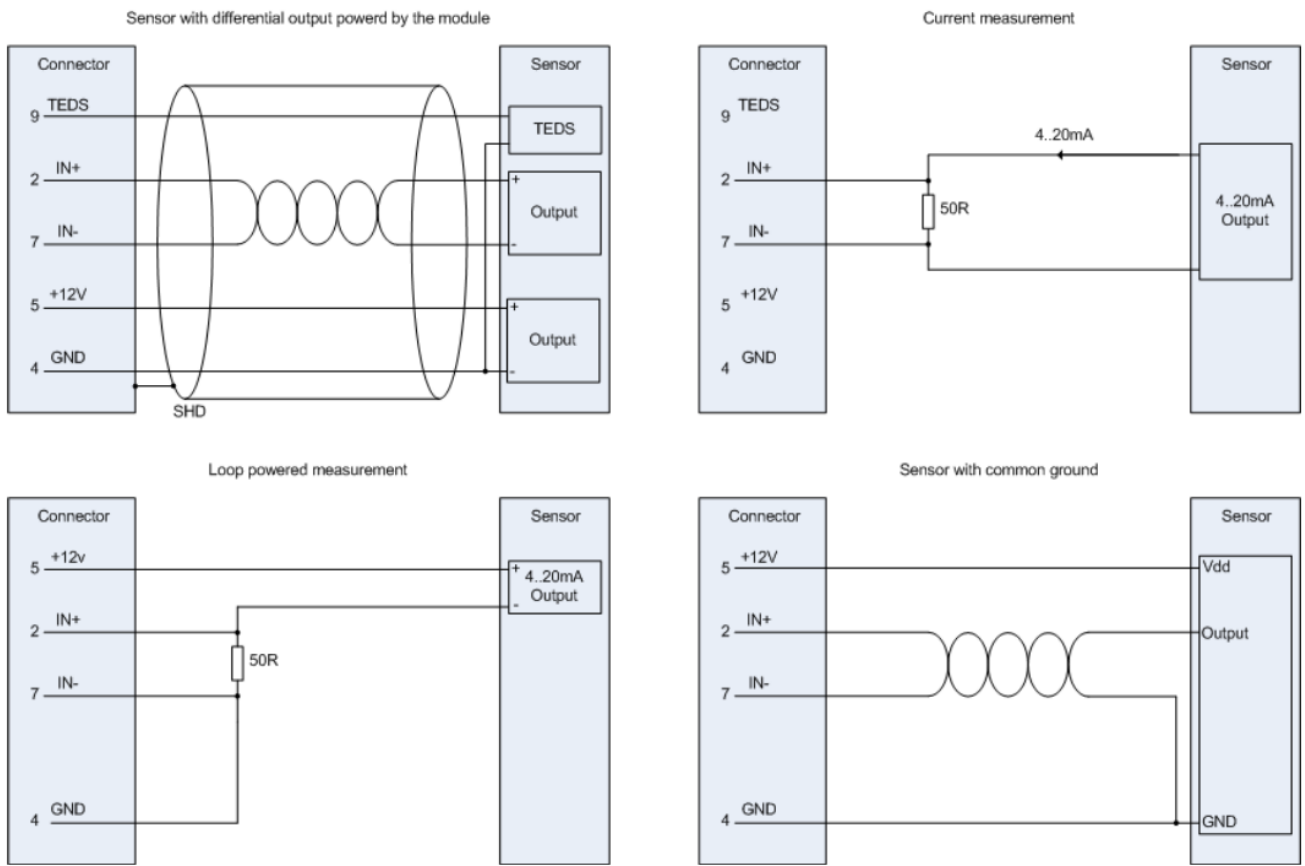 Sensor with differential output powerd by the module
Connector
Sensor
9 TEDS
TEDS
2 IN+
+
Output
7 IN-
-
5 +12V
+
Output
4 GND
-
SHD
Current measurement
Connector
Sensor
9 TEDS
4..20mA
2 IN+
50R
4..20mA
Output
7 IN-
5 +12V
4 GND
Loop powered measurement
Connector
Sensor
5 +12v
+ 4..20mA
- Output
2 IN+
50R
7 IN-
4 GND
Sensor with common ground
Connector
Sensor
5 +12V
Vdd
2 IN+
Output
7 IN-
4 GND
GND